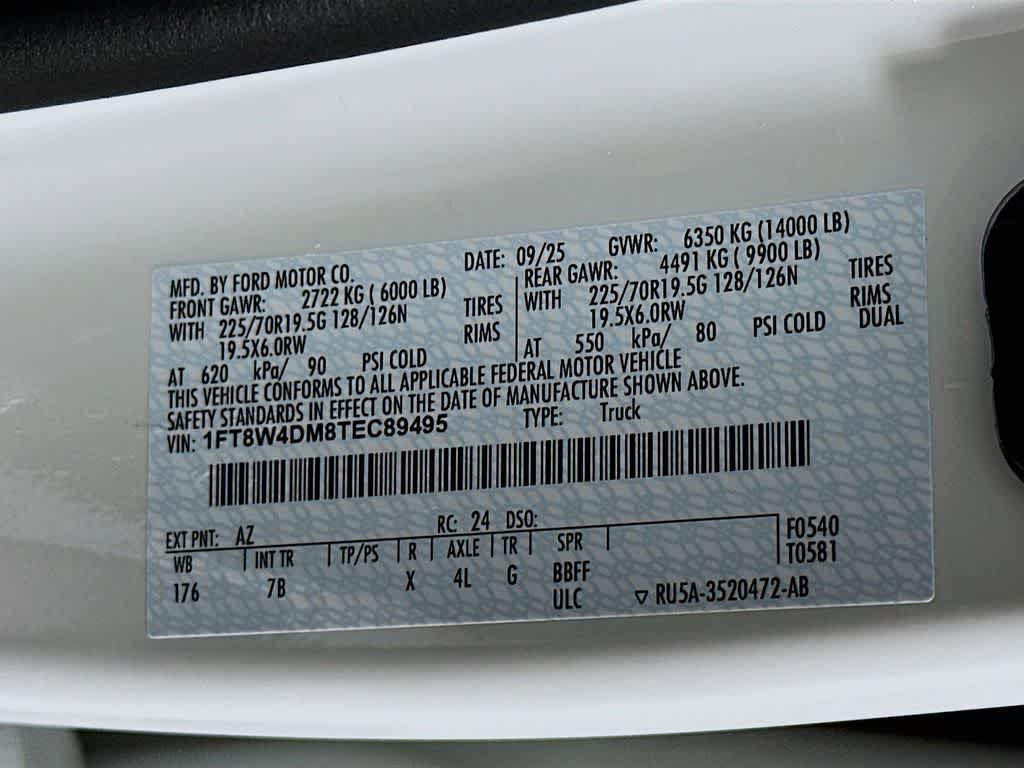 MFD. BY FORD MOTOR CO. DATE: 09/25 GVWR: 6350 KG (14000 LB)
FRONT GAWR: 2722 KG ( 6000 LB) REAR GAWR: 4491 KG ( 9900 LB)
WITH 225/70R19.5G 128/126N TIRES WITH 225/70R19.5G 128/126N TIRES
19.5X6.0RW RIMS 19.5X6.0RW RIMS
AT 620 kPa/ 90 PSI COLD AT 550 kPa/ 80 PSI COLD DUAL
THIS VEHICLE CONFORMS TO ALL APPLICABLE FEDERAL MOTOR VEHICLE
SAFETY STANDARDS IN EFFECT ON THE DATE OF MANUFACTURE SHOWN ABOVE.
VIN: 1FT8W4DM8TEC89495 TYPE: Truck
EXT PNT: AZ RC: 24 DSO:
WB INT TR TP/PS R AXLE TR SPR F0540
176 7B X 4L G BBFF T0581
ULC ▽ RU5A-3520472-AB